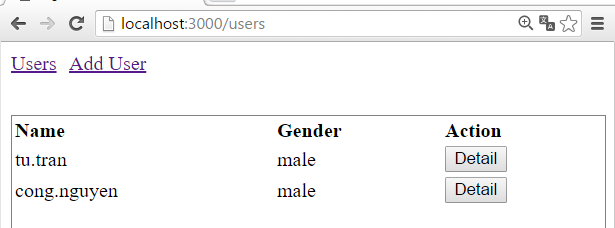 localhost:3000/users
Users Add User
Name Gender Action
tu.tran male Detail
cong.nguyen male Detail